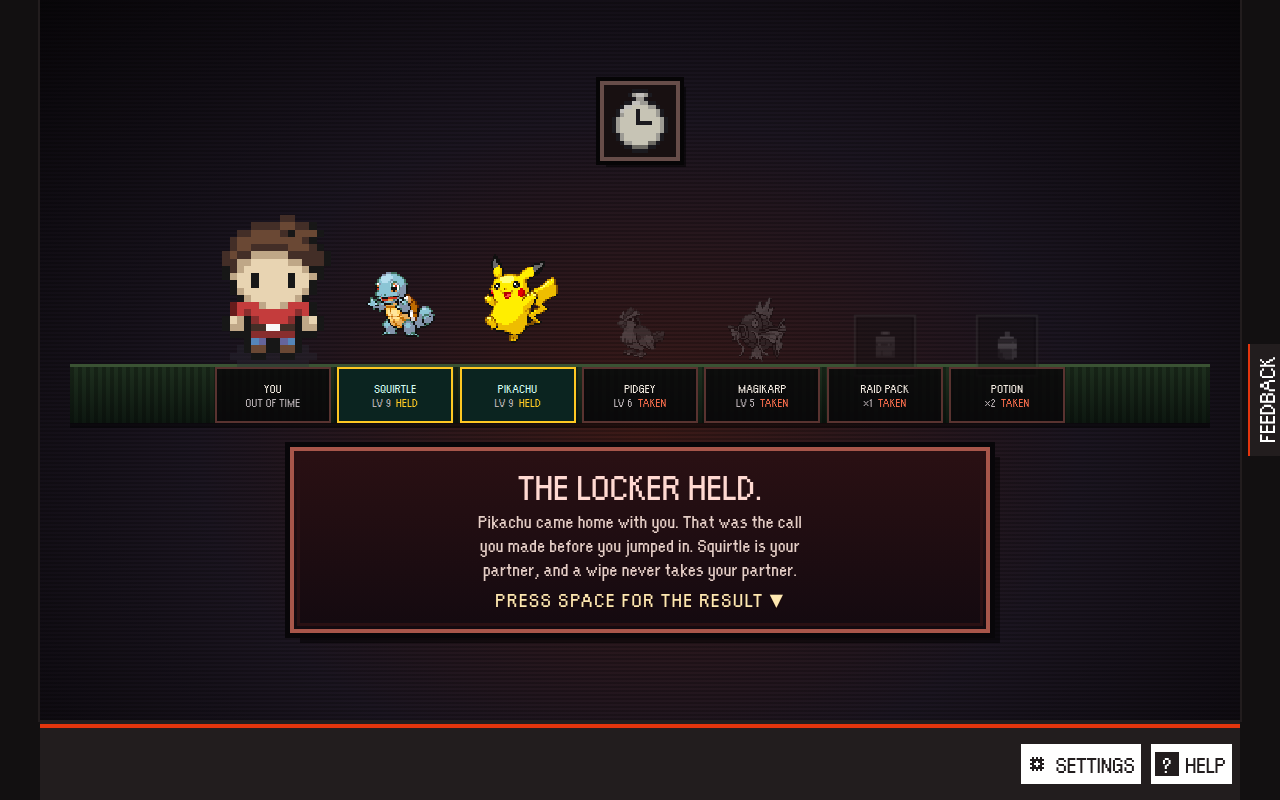 YOU
OUT OF TIME
SQUIRTLE
LV 9 HELD
PIKACHU
LV 9 HELD
PIDGEY
LV 6 TAKEN
MAGIKARP
LV 5 TAKEN
RAID PACK
×1 TAKEN
POTION
×2 TAKEN
THE LOCKER HELD.
Pikachu came home with you. That was the call
you made before you jumped in. Squirtle is your
partner, and a wipe never takes your partner.
PRESS SPACE FOR THE RESULT ▼
FEEDBACK
SETTINGS
? HELP